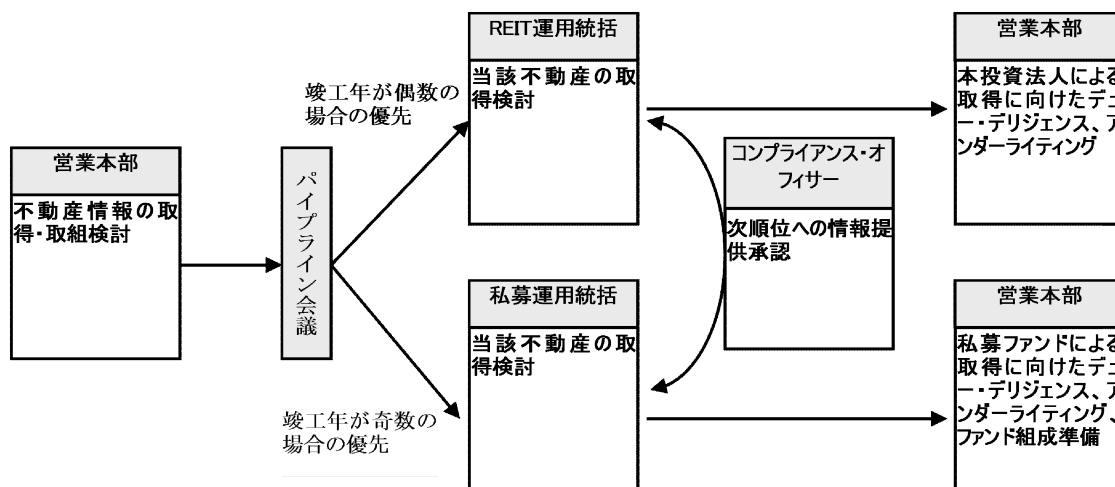 営業本部
不動産情報の取
得・取組検討
パイプライン会議
竣工年が偶数の
場合の優先
竣工年が奇数の
場合の優先
REIT運用統括
当該不動産の取
得検討
私募運用統括
当該不動産の取
得検討
コンプライアンス・オ
フィサー
次順位への情報提
供承認
営業本部
本投資法人による
取得に向けたデュ
ー・デリジェンス、ア
ンダーライティング
営業本部
私募ファンドによる
取得に向けたデュ
ー・デリジェンス、ア
ンダーライティング、
ファンド組成準備